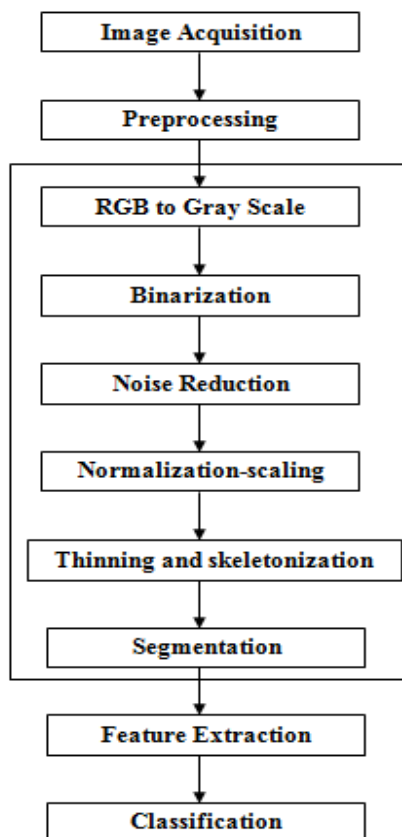 Image Acquisition
Preprocessing
RGB to Gray Scale
Binarization
Noise Reduction
Normalization-scaling
Thinning and skeletonization
Segmentation
Feature Extraction
Classification